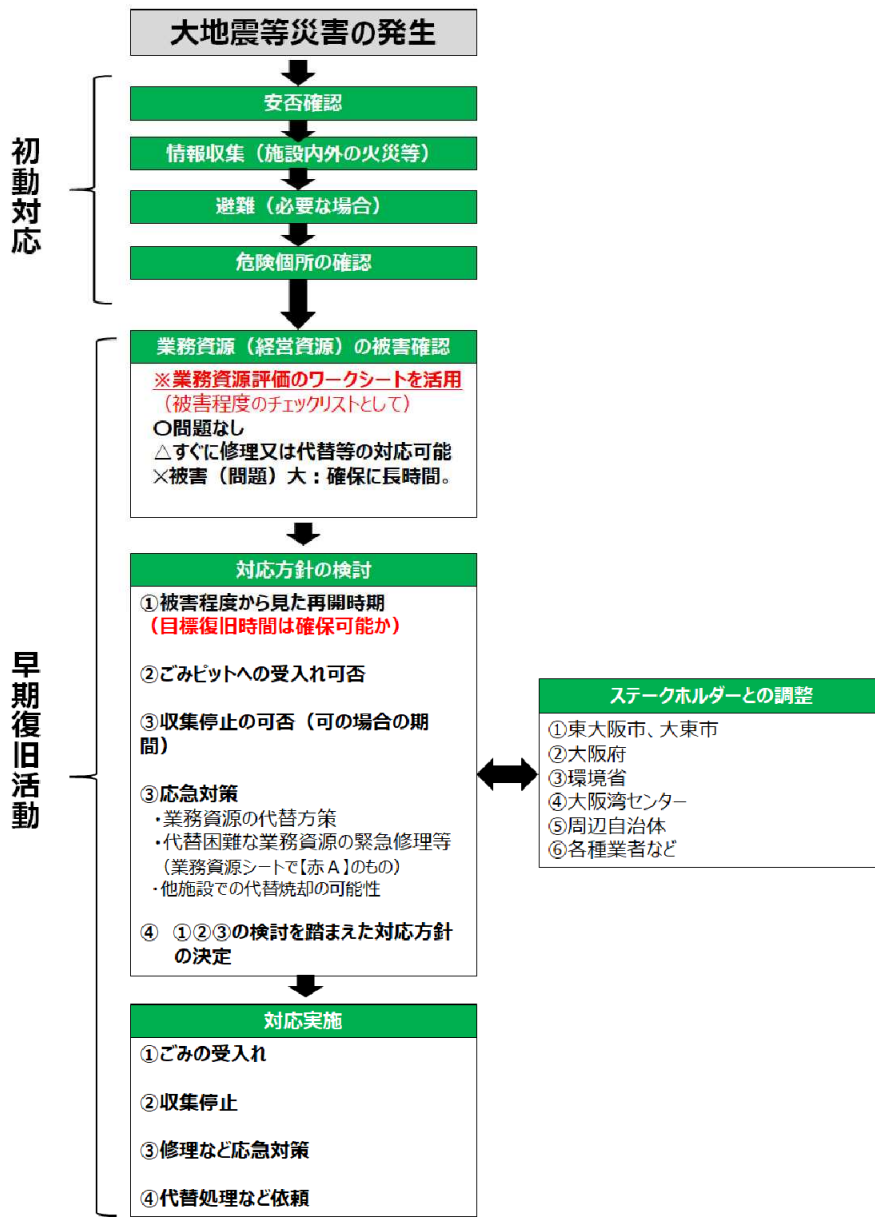 大地震等災害の発生
初動対応
安否確認
情報収集（施設内外の火災等）
避難（必要な場合）
危険個所の確認
早期復旧活動
業務資源（経営資源）の被害確認
※業務資源評価のワークシートを活用
（被害程度のチェックリストとして）
〇問題なし
△すぐに修理又は代替等の対応可能
×被害（問題）大：確保に長時間。
対応方針の検討
①被害程度から見た再開時期
（目標復旧時間は確保可能か）
②ごみピットへの受入れ可否
③収集停止の可否（可の場合の期
間）
③応急対策
・業務資源の代替方策
・代替困難な業務資源の緊急修理等
（業務資源シートで【赤Ａ】のもの）
・他施設での代替焼却の可能性
④　①②③の検討を踏まえた対応方針
の決定
ステークホルダーとの調整
①東大阪市、大東市
②大阪府
③環境省
④大阪湾センター
⑤周辺自治体
⑥各種業者など
対応実施
①ごみの受入れ
②収集停止
③修理など応急対策
④代替処理など依頼